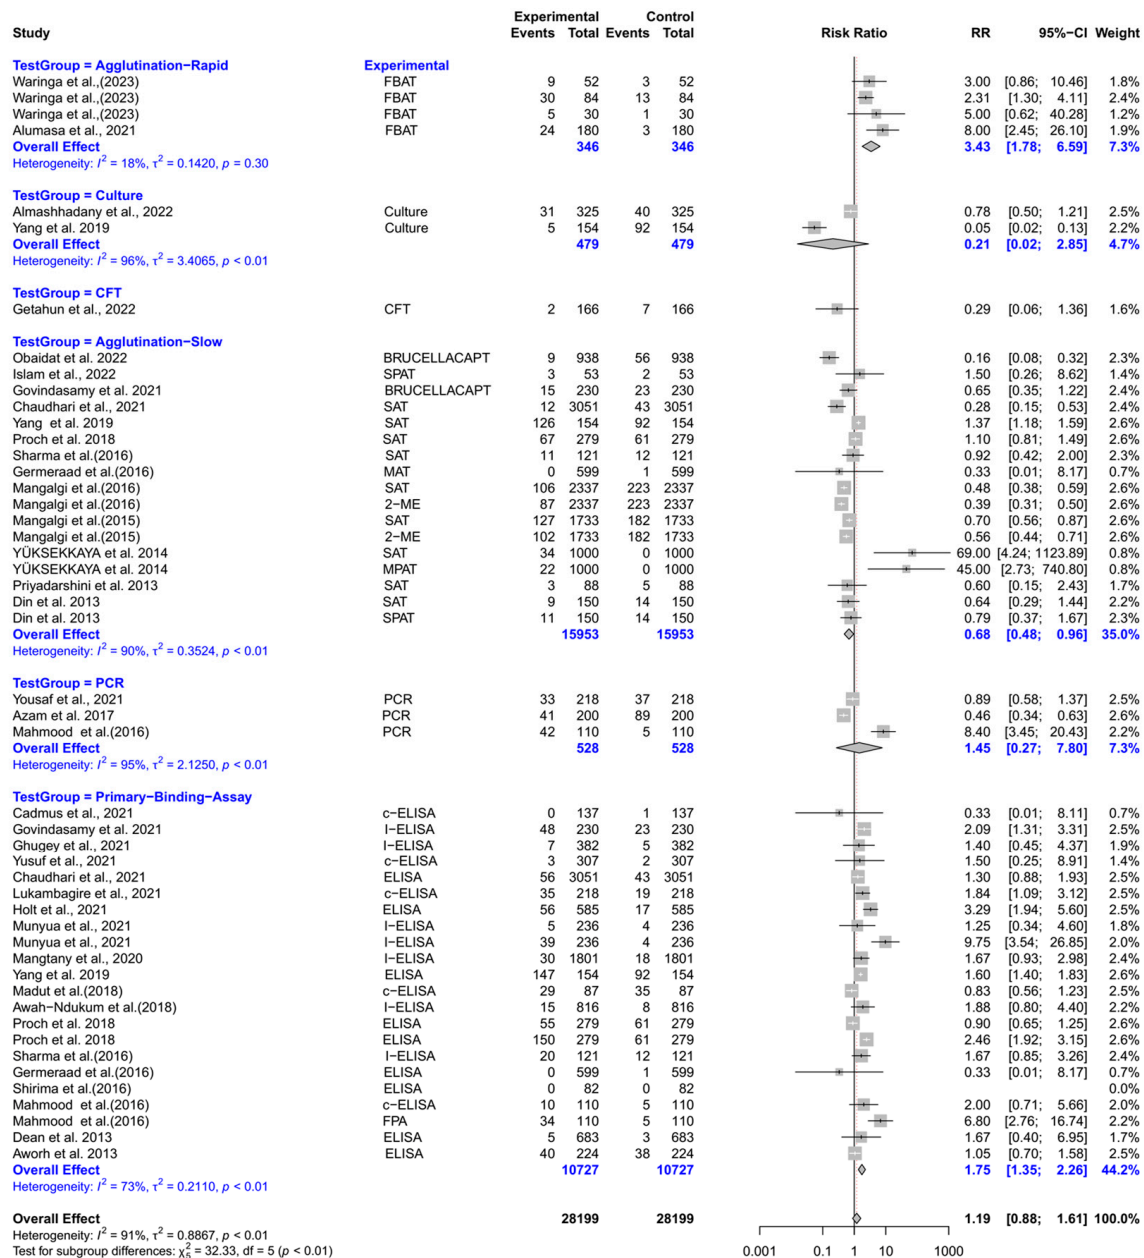 Experimental Control
Study Events Total Events Total Risk Ratio RR 95%−CI Weight
TestGroup = Agglutination−Rapid Experimental
Waringa et.,(2023) FBAT 9 52 3 52 3.00 [0.86; 10.46] 1.8%
Waringa et.,(2023) FBAT 30 84 13 84 2.31 [1.30; 4.11] 2.4%
Waringa et.,(2023) FBAT 5 30 1 30 5.00 [0.62; 40.28] 1.2%
Alumasa et al., 2021 FBAT 24 180 3 180 8.00 [2.45; 26.10] 1.9%
Overall Effect 346 346 3.43 [1.78; 6.59] 7.3%
Heterogeneity: I² = 18%, τ² = 0.1420, p = 0.30
TestGroup = Culture
Almashhadany et al., 2022 Culture 31 325 40 325 0.78 [0.50; 1.21] 2.5%
Yang et al. 2019 Culture 5 154 92 154 0.05 [0.02; 0.13] 2.2%
Overall Effect 479 479 0.21 [0.02; 2.85] 4.7%
Heterogeneity: I² = 96%, τ² = 3.4065, p < 0.01
TestGroup = CFT
Getahun et al., 2022 CFT 2 166 7 166 0.29 [0.06; 1.36] 1.6%
TestGroup = Agglutination−Slow
Obaidat et al. 2022 BRUCELLACAPT 9 938 56 938 0.16 [0.08; 0.32] 2.3%
Islam et al., 2022 SPAT 3 53 2 53 1.50 [0.26; 8.62] 1.4%
Govindasamy et al. 2021 BRUCELLACAPT 15 230 23 230 0.65 [0.35; 1.22] 2.4%
Chaudhari et al., 2021 SAT 12 3051 43 3051 0.28 [0.15; 0.53] 2.4%
Yang et al. 2019 SAT 126 154 92 154 1.37 [1.18; 1.59] 2.6%
Proch et al. 2018 SAT 67 279 61 279 1.10 [0.81; 1.49] 2.6%
Sharma et al.(2016) SAT 11 121 12 121 0.92 [0.42; 2.00] 2.3%
Germeraad et al.(2016) MAT 0 599 1 599 0.33 [0.01; 8.17] 0.7%
Mangalgi et al.(2016) SAT 106 2337 223 2337 0.48 [0.38; 0.59] 2.6%
Mangalgi et al.(2016) 2−ME 87 2337 223 2337 0.39 [0.31; 0.50] 2.6%
Mangalgi et al.(2015) SAT 127 1733 182 1733 0.70 [0.56; 0.87] 2.6%
Mangalgi et al.(2015) 2−ME 102 1733 182 1733 0.56 [0.44; 0.71] 2.6%
YÜKSEKKAYA et al. 2014 SAT 34 1000 0 1000 69.00 [4.24; 1123.89] 0.8%
YÜKSEKKAYA et al. 2014 MPAT 22 1000 0 1000 45.00 [2.73; 740.80] 0.8%
Priyadarshini et al. 2013 SAT 3 88 5 88 0.60 [0.15; 2.43] 1.7%
Din et al. 2013 SAT 9 150 14 150 0.64 [0.29; 1.44] 2.2%
Din et al. 2013 SPAT 11 150 14 150 0.79 [0.37; 1.67] 2.3%
Overall Effect 15953 15953 0.68 [0.48; 0.96] 35.0%
Heterogeneity: I² = 90%, τ² = 0.3524, p < 0.01
TestGroup = PCR
Yousaf et al., 2021 PCR 33 218 37 218 0.89 [0.58; 1.37] 2.5%
Azam et al. 2017 PCR 41 200 89 200 0.46 [0.34; 0.63] 2.6%
Mahmood et al.(2016) PCR 42 110 5 110 8.40 [3.45; 20.43] 2.2%
Overall Effect 528 528 1.45 [0.27; 7.80] 7.3%
Heterogeneity: I² = 95%, τ² = 2.1250, p < 0.01
TestGroup = Primary−Binding−Assay
Cadmus et al., 2021 c−ELISA 0 137 1 137 0.33 [0.01; 8.11] 0.7%
Govindasamy et al. 2021 I−ELISA 48 230 23 230 2.09 [1.31; 3.31] 2.5%
Ghugey et al., 2021 I−ELISA 7 382 5 382 1.40 [0.45; 4.37] 1.9%
Yusuf et al., 2021 c−ELISA 3 307 2 307 1.50 [0.25; 8.91] 1.4%
Chaudhari et al., 2021 ELISA 56 3051 43 3051 1.30 [0.88; 1.93] 2.5%
Lukambagire et al., 2021 c−ELISA 35 218 19 218 1.84 [1.09; 3.12] 2.5%
Holt et al., 2021 ELISA 56 585 17 585 3.29 [1.94; 5.60] 2.5%
Munyua et al., 2021 I−ELISA 5 236 4 236 1.25 [0.34; 4.60] 1.8%
Munyua et al., 2021 I−ELISA 39 236 4 236 9.75 [3.54; 26.85] 2.0%
Mangtany et al., 2020 I−ELISA 30 1801 18 1801 1.67 [0.93; 2.98] 2.4%
Yang et al. 2019 ELISA 147 154 92 154 1.60 [1.40; 1.83] 2.6%
Madut et al.(2018) c−ELISA 29 87 35 87 0.83 [0.56; 1.23] 2.5%
Awah−Ndukum et al.(2018) I−ELISA 15 816 8 816 1.88 [0.80; 4.40] 2.2%
Proch et al. 2018 ELISA 55 279 61 279 0.90 [0.65; 1.25] 2.6%
Proch et al. 2018 ELISA 150 279 61 279 2.46 [1.92; 3.15] 2.6%
Sharma et al.(2016) I−ELISA 20 121 12 121 1.67 [0.85; 3.26] 2.3%
Germeraad et al.(2016) ELISA 0 599 1 599 0.33 [0.01; 8.17] 0.7%
Shirima et al.(2016) ELISA 0 82 0 82 0.0%
Mahmood et al.(2016) c−ELISA 10 110 5 110 2.00 [0.71; 5.66] 2.0%
Mahmood et al.(2016) FPA 34 110 5 110 6.80 [2.76; 16.74] 2.2%
Dean et al. 2013 ELISA 5 683 3 683 1.67 [0.40; 6.95] 1.7%
Aworh et al. 2013 ELISA 40 224 38 224 1.05 [0.70; 1.58] 2.5%
Overall Effect 10727 10727 1.75 [1.35; 2.26] 44.2%
Heterogeneity: I² = 73%, τ² = 0.2110, p < 0.01
Overall Effect 28199 28199 1.19 [0.88; 1.61] 100.0%
Heterogeneity: I² = 91%, τ² = 0.8867, p < 0.01
Test for subgroup differences: χ²₅ = 32.33, df = 5 (p < 0.01)
0.001 0.1 1 10 1000